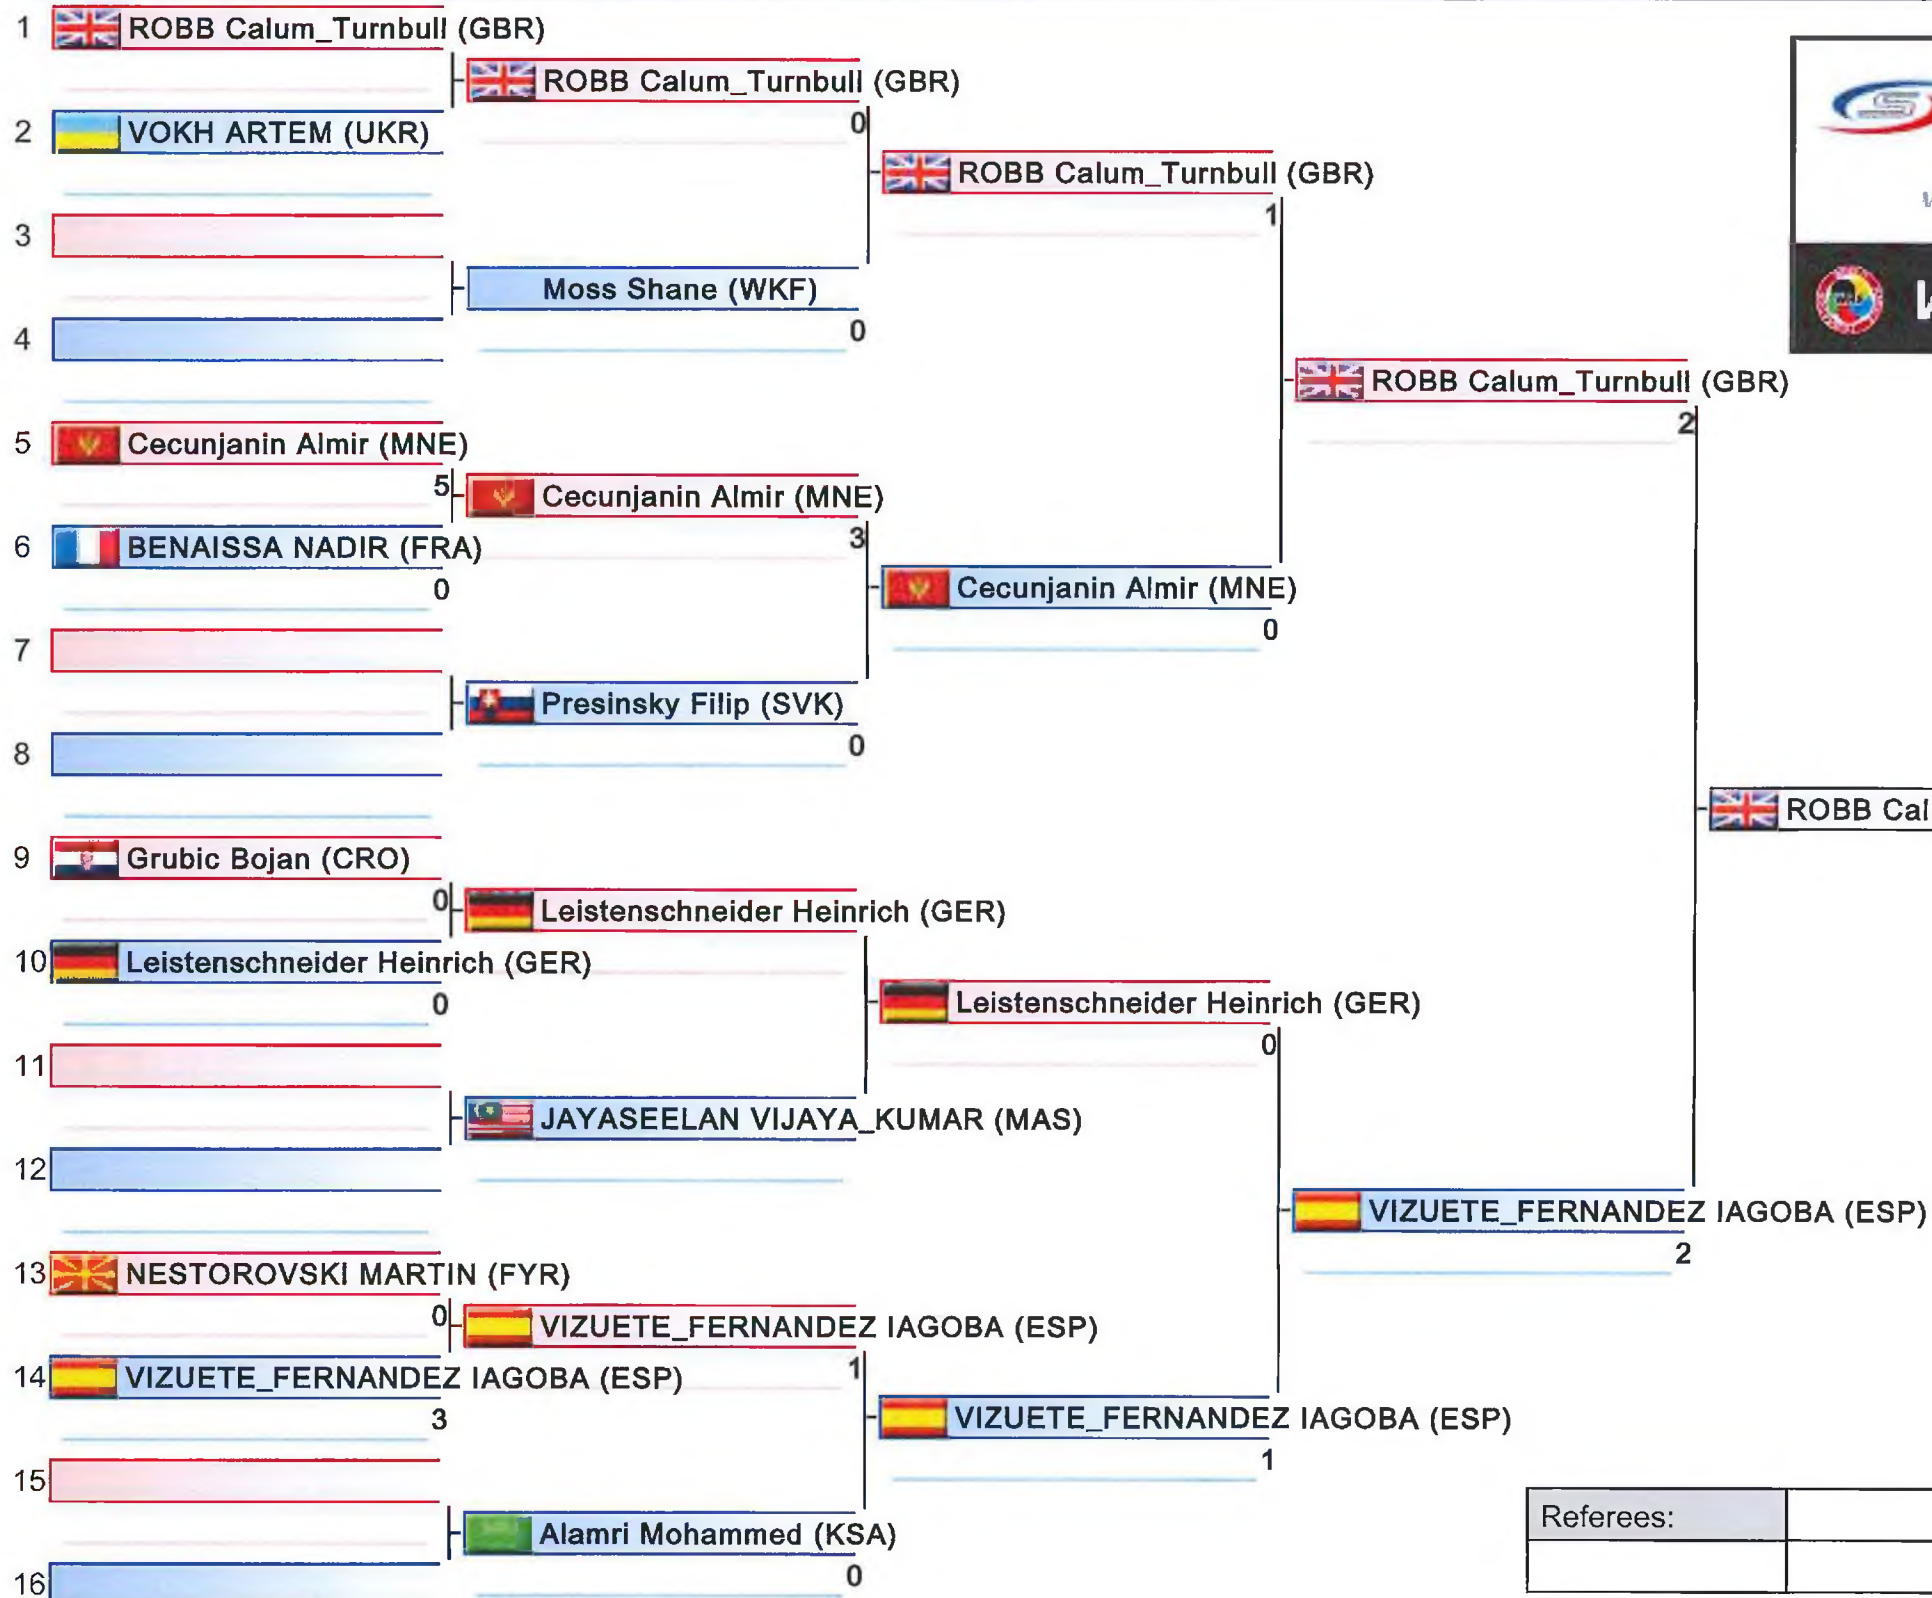 1 ROBB Calum_Turnbull (GBR)
ROBB Calum_Turnbull (GBR)
0
2 VOKH ARTEM (UKR)
ROBB Calum_Turnbull (GBR)
1
3
Moss Shane (WKF)
0
4
ROBB Calum_Turnbull (GBR)
2
5 Cecunjanin Almir (MNE)
5
Cecunjanin Almir (MNE)
3
6 BENAISSA NADIR (FRA)
0
Cecunjanin Almir (MNE)
0
7
Presinsky Filip (SVK)
0
8
ROBB Cal
9 Grubic Bojan (CRO)
0
Leistenschneider Heinrich (GER)
10 Leistenschneider Heinrich (GER)
0
Leistenschneider Heinrich (GER)
0
11
JAYASEELAN VIJAYA_KUMAR (MAS)
12
VIZUETE_FERNANDEZ IAGOBA (ESP)
2
13 NESTOROVSKI MARTIN (FYR)
0
VIZUETE_FERNANDEZ IAGOBA (ESP)
1
14 VIZUETE_FERNANDEZ IAGOBA (ESP)
3
VIZUETE_FERNANDEZ IAGOBA (ESP)
1
15
Alamri Mohammed (KSA)
0
16
Referees: